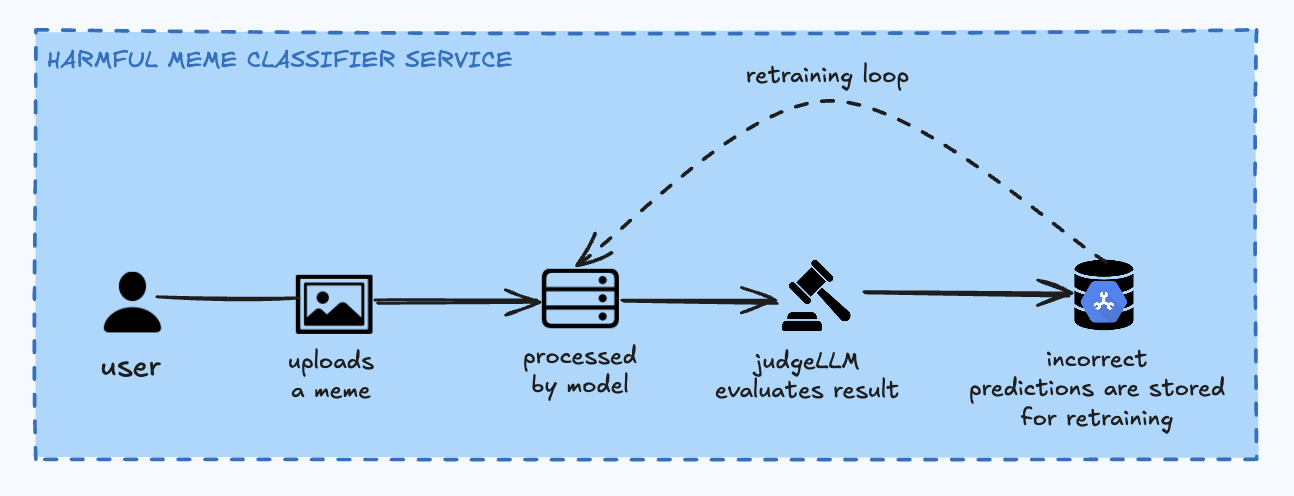 HARMFUL MEME CLASSIFIER SERVICE
retraining loop
user
uploads
a meme
processed
by model
judgeLLM
evaluates result
incorrect
predictions are stored
for retraining